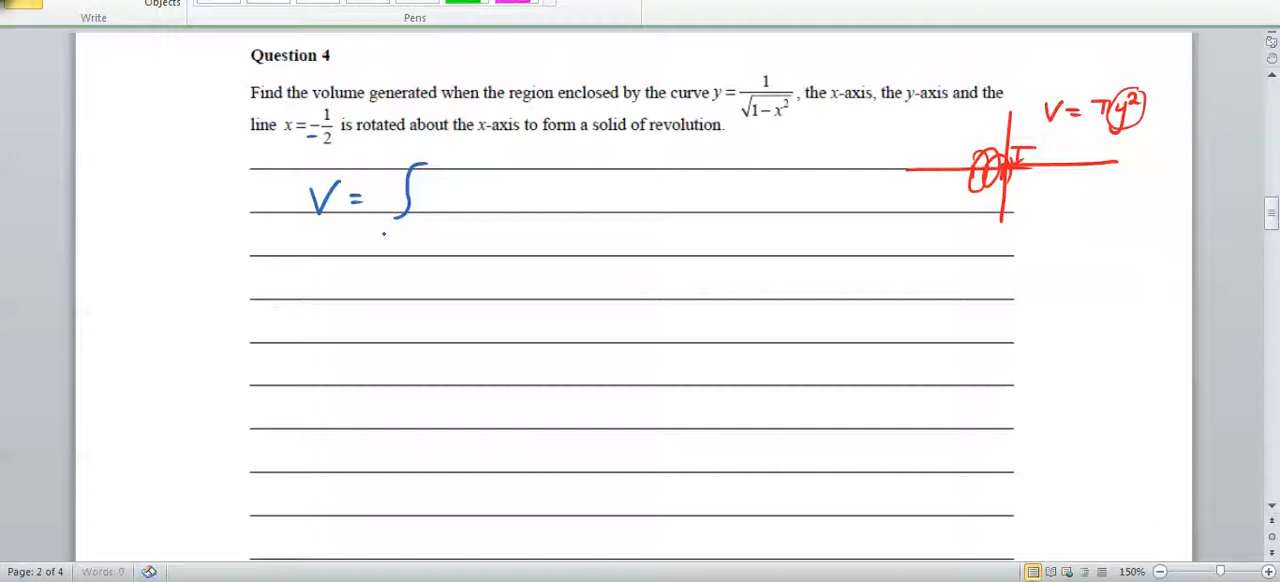 Objects
Write
Pens
Question 4
Find the volume generated when the region enclosed by the curve y = 1/√(1−x²), the x-axis, the y-axis and the
line x = −1/2 is rotated about the x-axis to form a solid of revolution.
V = π y²
V = ∫
Page: 2 of 4
Words: 0
150%